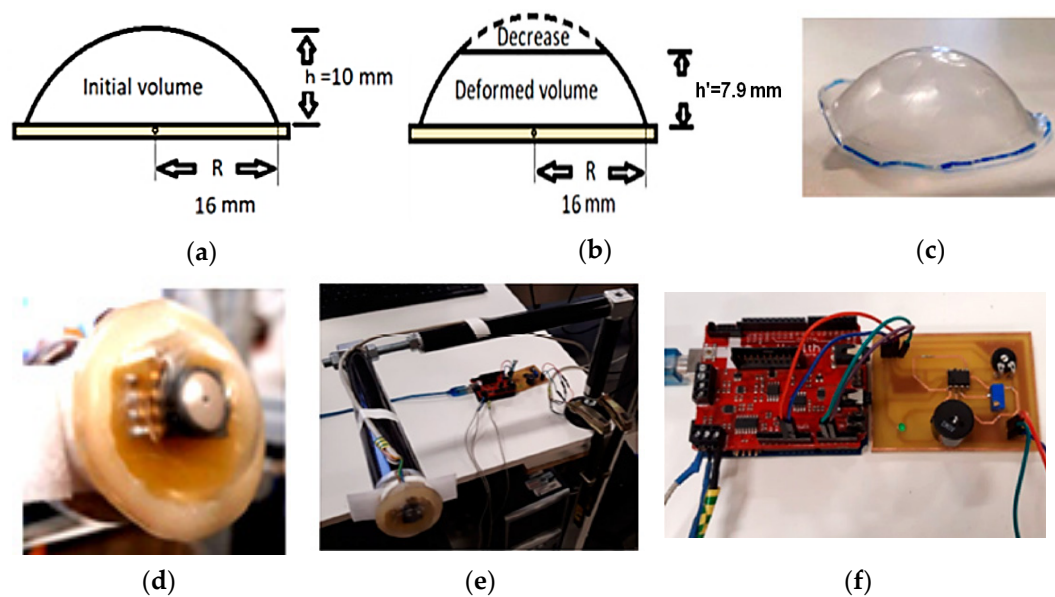 h =10 mm
Initial volume
R
16 mm
(a)
Decrease
Deformed volume
h'=7.9 mm
R
16 mm
(b)
(c)
(d)
(e)
(f)